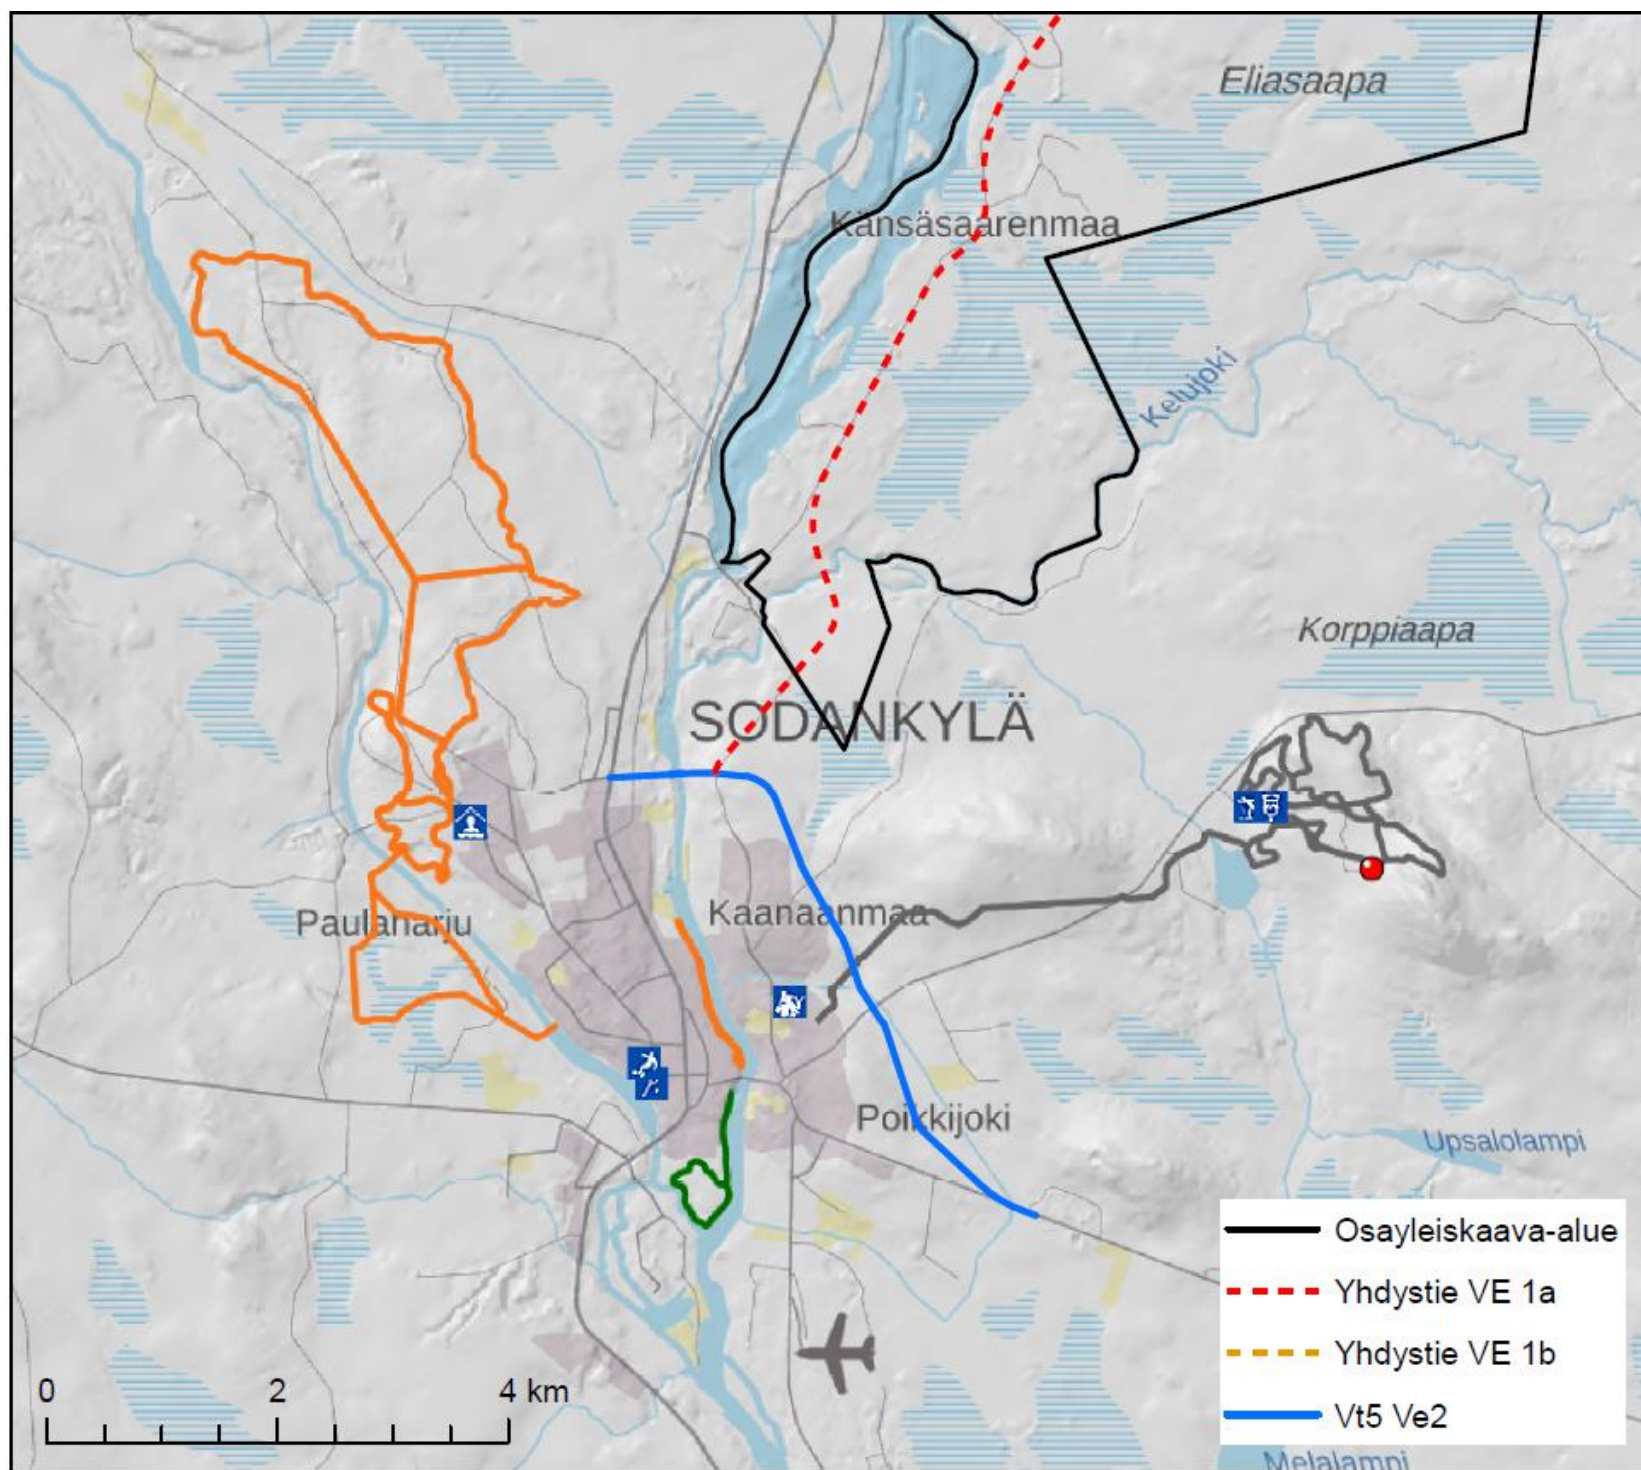 Eliasaapa
Känsäsaarenmaa
Kelujoki
Korppiaapa
SODANKYLÄ
Kaanaanmaa
Paulaharju
Poikkijoki
Upsalolampi
Osayleiskaava-alue
Yhdystie VE 1a
Yhdystie VE 1b
Vt5 Ve2
0 2 4 km
Melalampi